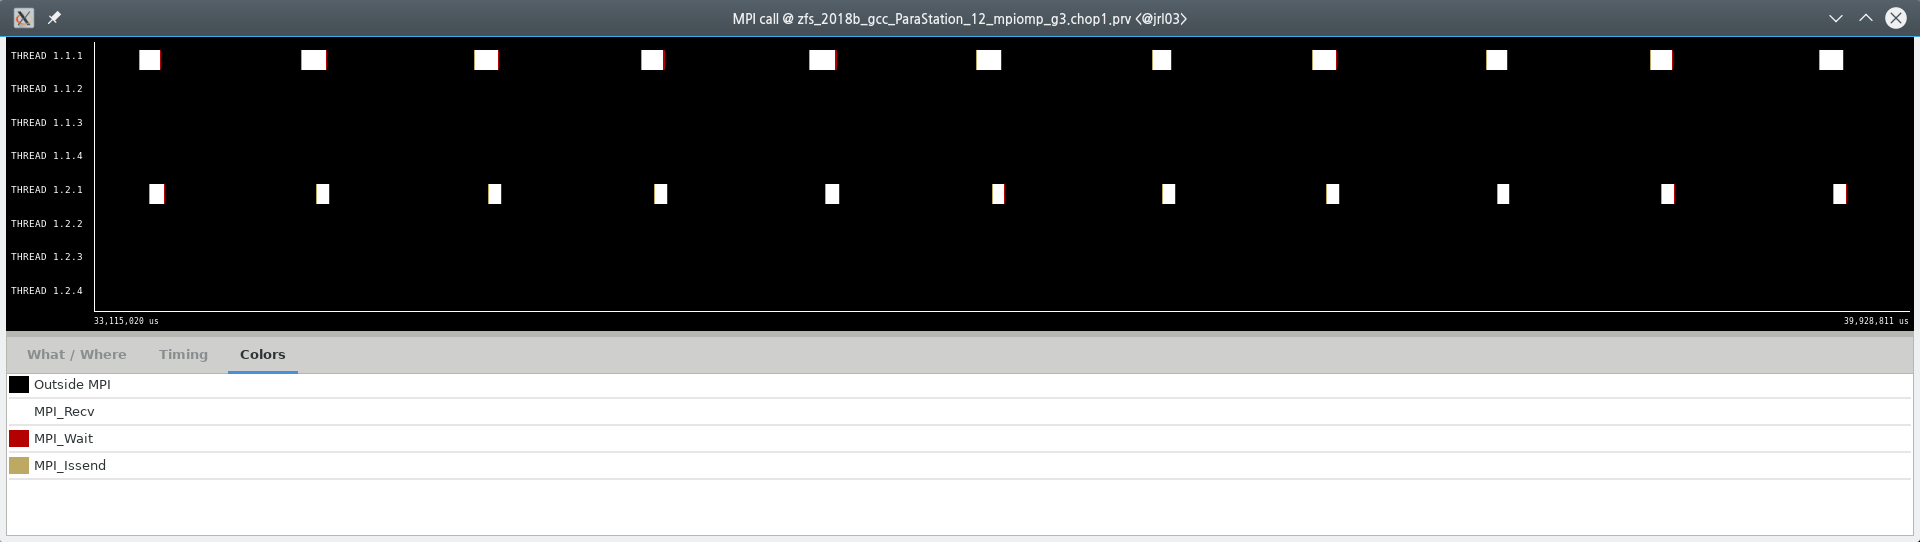 MPI call @ zfs_2018b_gcc_ParaStation_12_mpiomp_g3.chop1.prv <@jrl03>
THREAD 1.1.1
THREAD 1.1.2
THREAD 1.1.3
THREAD 1.1.4
THREAD 1.2.1
THREAD 1.2.2
THREAD 1.2.3
THREAD 1.2.4
33,115,020 us 39,928,811 us
What / Where Timing Colors
Outside MPI
MPI_Recv
MPI_Wait
MPI_Issend